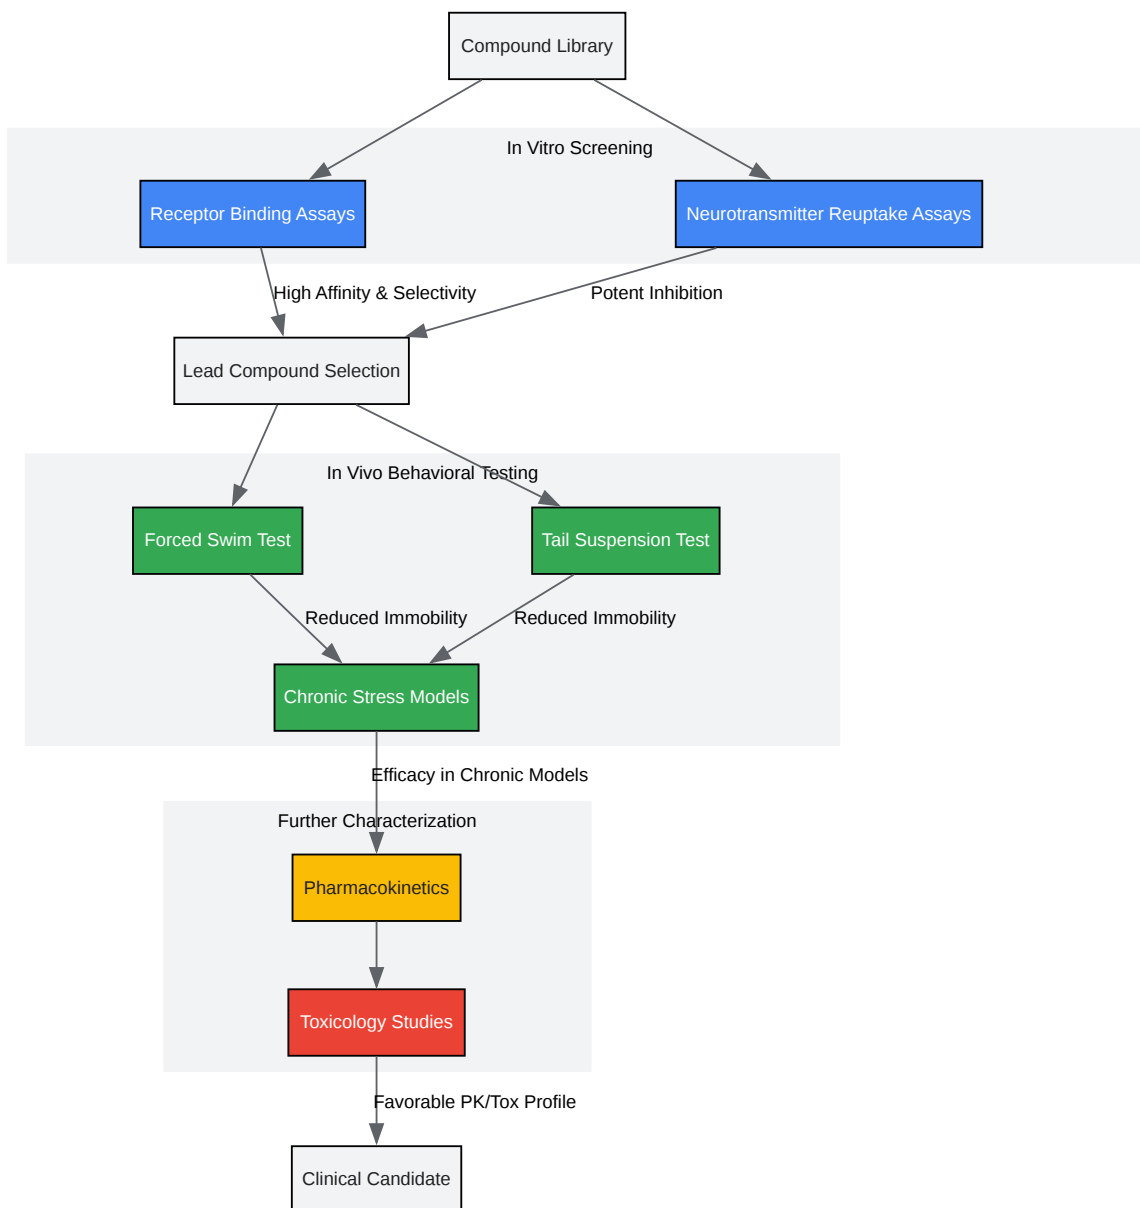 Compound Library
In Vitro Screening
Receptor Binding Assays
Neurotransmitter Reuptake Assays
High Affinity & Selectivity
Potent Inhibition
Lead Compound Selection
In Vivo Behavioral Testing
Forced Swim Test
Tail Suspension Test
Reduced Immobility
Reduced Immobility
Chronic Stress Models
Efficacy in Chronic Models
Further Characterization
Pharmacokinetics
Toxicology Studies
Favorable PK/Tox Profile
Clinical Candidate